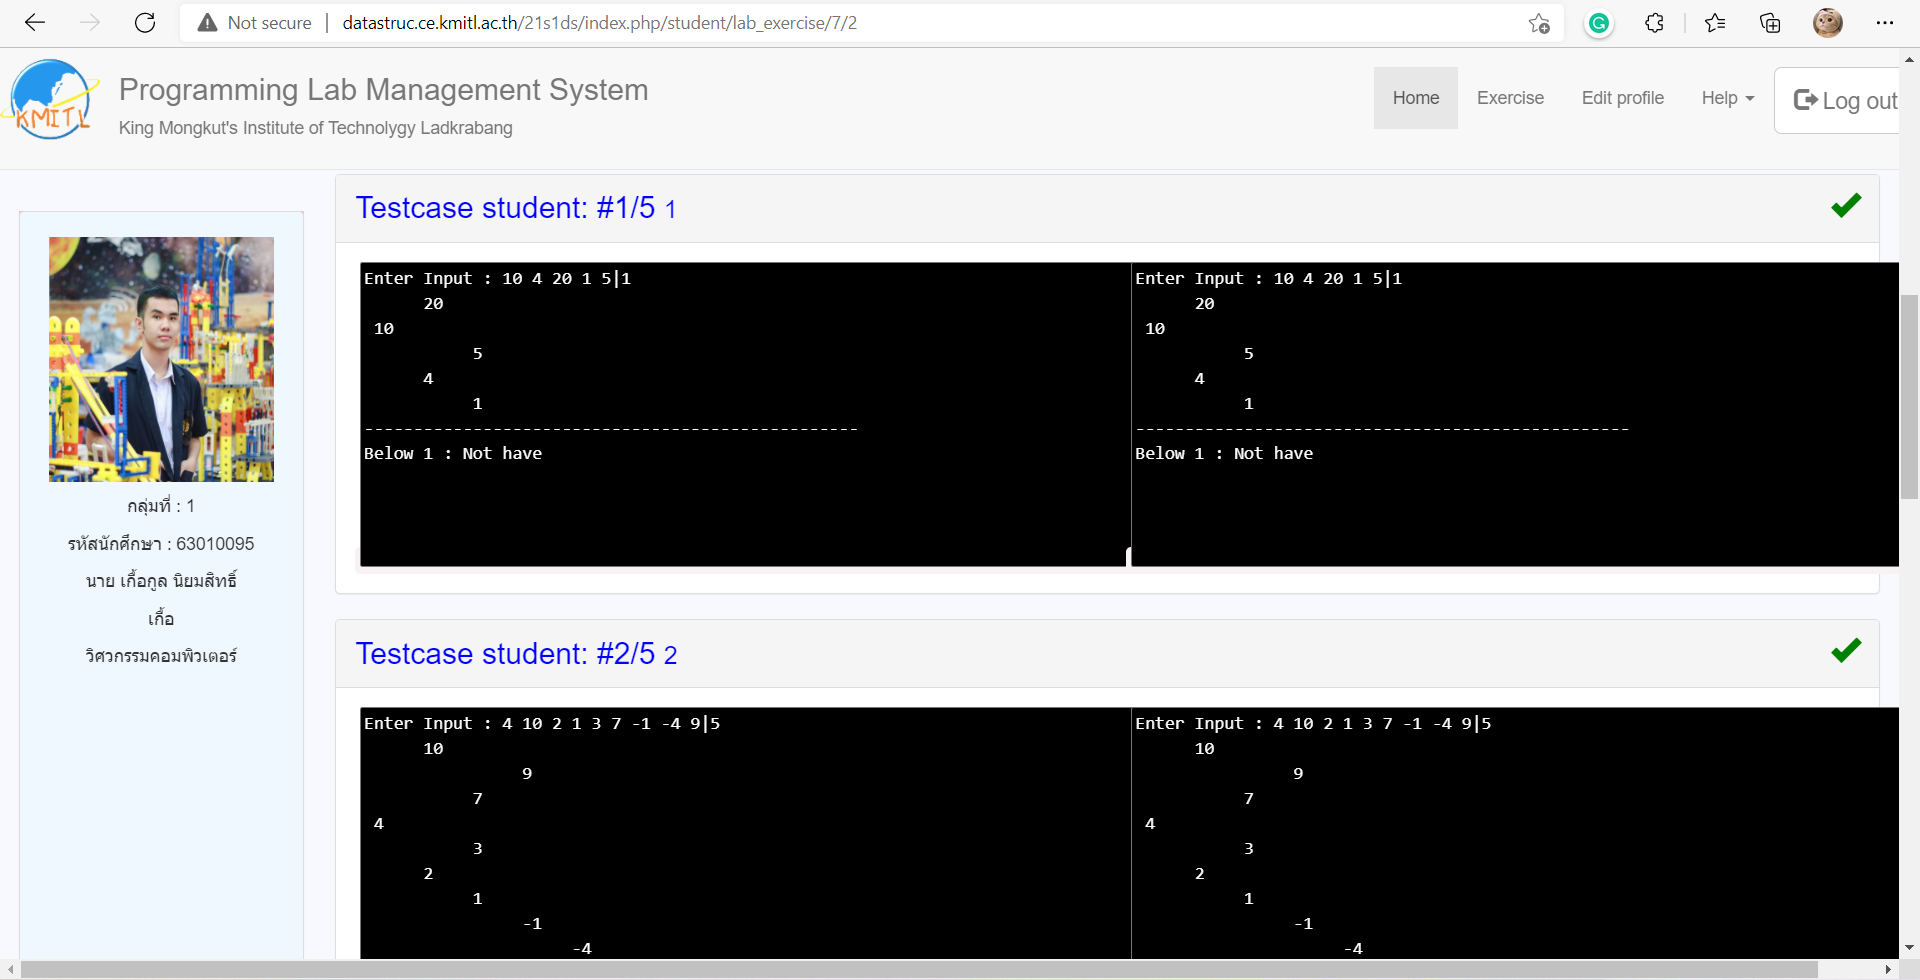 Not secure | datastruc.ce.kmitl.ac.th/21s1ds/index.php/student/lab_exercise/7/2
KMITL
Programming Lab Management System
King Mongkut's Institute of Technolygy Ladkrabang
Home Exercise Edit profile Help Log out
กลุ่มที่ : 1
รหัสนักศึกษา : 63010095
นาย เกื้อกูล นิยมสิทธิ์
เกื้อ
วิศวกรรมคอมพิวเตอร์
Testcase student: #1/5 1
Enter Input : 10 4 20 1 5|1
20
10
5
4
1
--------------------------------------------------
Below 1 : Not have
Enter Input : 10 4 20 1 5|1
20
10
5
4
1
--------------------------------------------------
Below 1 : Not have
Testcase student: #2/5 2
Enter Input : 4 10 2 1 3 7 -1 -4 9|5
10
9
7
4
3
2
1
-1
-4
Enter Input : 4 10 2 1 3 7 -1 -4 9|5
10
9
7
4
3
2
1
-1
-4